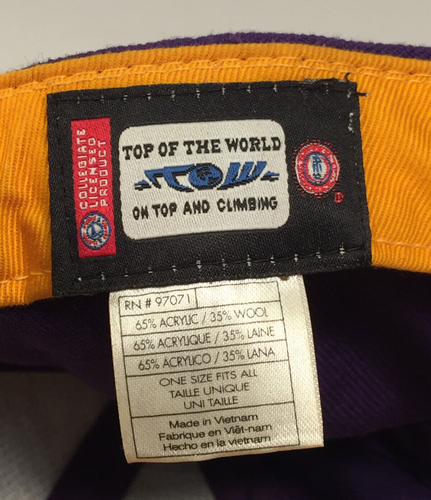 COLLEGIATE
LICENSED
PRODUCT
TOP OF THE WORLD
TOW
ON TOP AND CLIMBING
RN # 97071
65% ACRYLIC / 35% WOOL
65% ACRYLIQUE / 35% LAINE
65% ACRYLICO / 35% LANA
ONE SIZE FITS ALL
TAILLE UNIQUE
UNI TAILLE
Made in Vietnam
Fabrique en Viêt-nam
Hecho en la vietnam